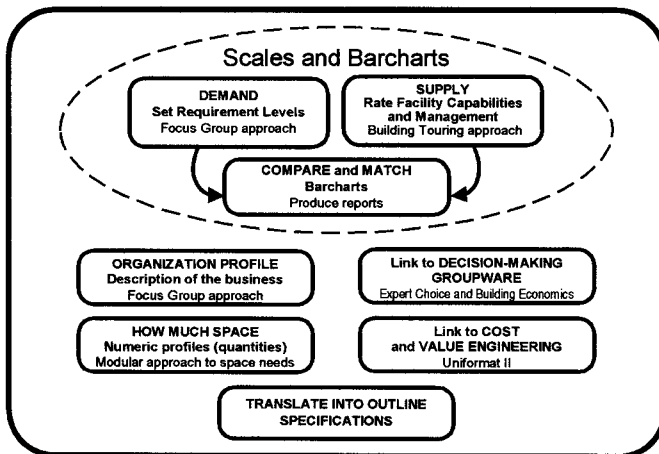 Scales and Barcharts
DEMAND
Set Requirement Levels
Focus Group approach
SUPPLY
Rate Facility Capabilities
and Management
Building Touring approach
COMPARE and MATCH
Barcharts
Produce reports
ORGANIZATION PROFILE
Description of the business
Focus Group approach
Link to DECISION-MAKING
GROUPWARE
Expert Choice and Building Economics
HOW MUCH SPACE
Numeric profiles (quantities)
Modular approach to space needs
Link to COST
and VALUE ENGINEERING
Uniformat II
TRANSLATE INTO OUTLINE
SPECIFICATIONS